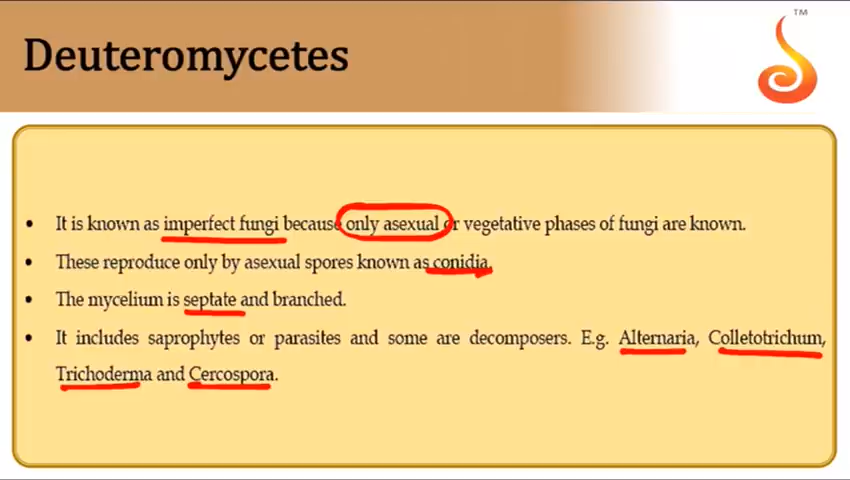 Deuteromycetes
TM
• It is known as imperfect fungi because only asexual or vegetative phases of fungi are known.
• These reproduce only by asexual spores known as conidia.
• The mycelium is septate and branched.
• It includes saprophytes or parasites and some are decomposers. E.g. Alternaria, Colletotrichum,
Trichoderma and Cercospora.